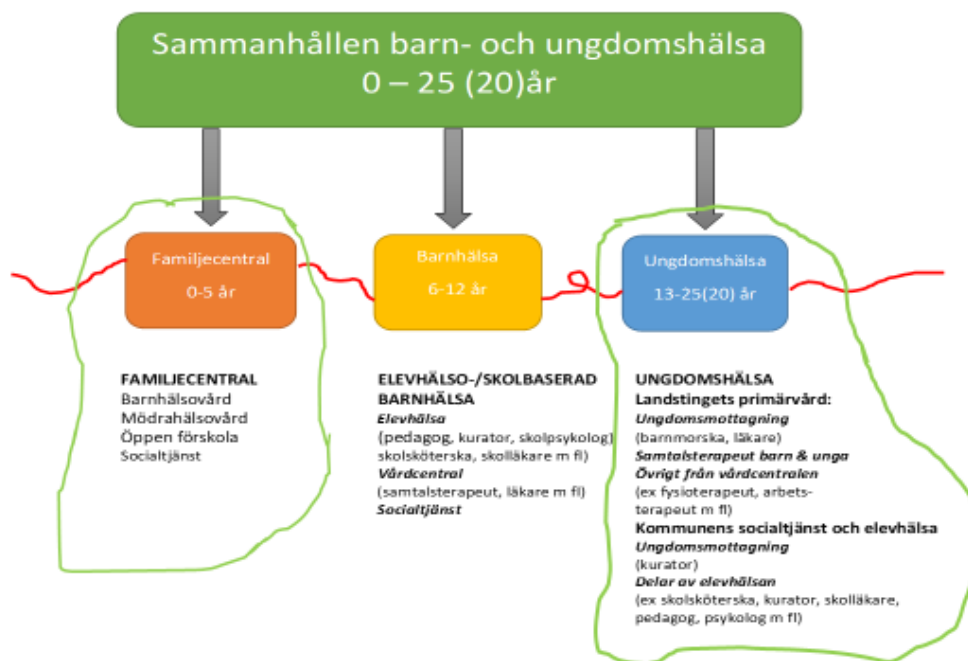 Sammanhållen barn- och ungdomshälsa
0 – 25 (20)år
Familjecentral
0-5 år
Barnhälsa
6-12 år
Ungdomshälsa
13-25(20) år
FAMILJECENTRAL
Barnhälsovård
Mödrahälsovård
Öppen förskola
Socialtjänst
ELEVHÄLSO-/SKOLBASERAD
BARNHÄLSA
Elevhälsa
(pedagog, kurator, skolpsykolog)
skolsköterska, skolläkare m fl)
Vårdcentral
(samtalsterapeut, läkare m fl)
Socialtjänst
UNGDOMSHÄLSA
Landstingets primärvård:
Ungdomsmottagning
(barnmorska, läkare)
Samtalsterapeut barn & unga
Övrigt från vårdcentralen
(ex fysioterapeut, arbets-
terapeut m fl)
Kommunens socialtjänst och elevhälsa
Ungdomsmottagning
(kurator)
Delar av elevhälsan
(ex skolsköterska, kurator, skolläkare,
pedagog, psykolog m fl)